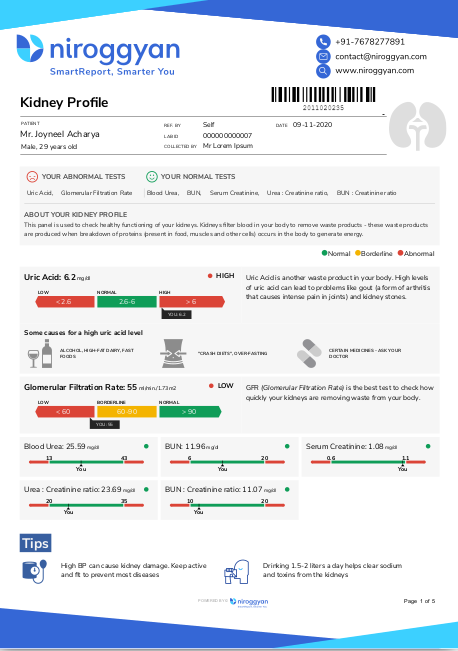 niroggyan
SmartReport, Smarter You
+91-7678277891
contact@niroggyan.com
www.niroggyan.com
Kidney Profile
2011020235
PATIENT
Mr. Joyneel Acharya
Male, 29 years old
REF. BY Self
LAB ID 000000000007
COLLECTED BY Mr Lorem Ipsum
DATE 09-11-2020
YOUR ABNORMAL TESTS
Uric Acid, Glomerular Filtration Rate
YOUR NORMAL TESTS
Blood Urea, BUN, Serum Creatinine, Urea : Creatinine ratio, BUN : Creatinine ratio
ABOUT YOUR KIDNEY PROFILE
This panel is used to check healthy functioning of your kidneys. Kidneys filter blood in your body to remove waste products - these waste products
are produced when breakdown of proteins (present in food, muscles and other cells) occurs in the body to generate energy.
Normal Borderline Abnormal
Uric Acid: 6.2 mg/dl HIGH
LOW NORMAL HIGH
< 2.6 2.6-6 > 6
YOU: 6.2
Uric Acid is another waste product in your body. High levels
of uric acid can lead to problems like gout (a form of arthritis
that causes intense pain in joints) and kidney stones.
Some causes for a high uric acid level
ALCOHOL, HIGH-FAT DAIRY, FAST
FOODS
"CRASH DIETS", OVER-FASTING
CERTAIN MEDICINES - ASK YOUR
DOCTOR
Glomerular Filtration Rate: 55 ml/min/1.73m2 LOW
LOW BORDERLINE NORMAL
< 60 60-90 > 90
YOU: 55
GFR (Glomerular Filtration Rate) is the best test to check how
quickly your kidneys are removing waste from your body.
Blood Urea: 25.59 mg/dl
13 43
You
BUN: 11.96 mg/dl
6 20
You
Serum Creatinine: 1.08 mg/dl
0.6 1.1
You
Urea : Creatinine ratio: 23.69 mg/dl
20 35
You
BUN : Creatinine ratio: 11.07 mg/dl
10 20
You
Tips
High BP can cause kidney damage. Keep active
and fit to prevent most diseases
Drinking 1.5-2 liters a day helps clear sodium
and toxins from the kidneys
POWERED BY niroggyan
Page 1 of 5